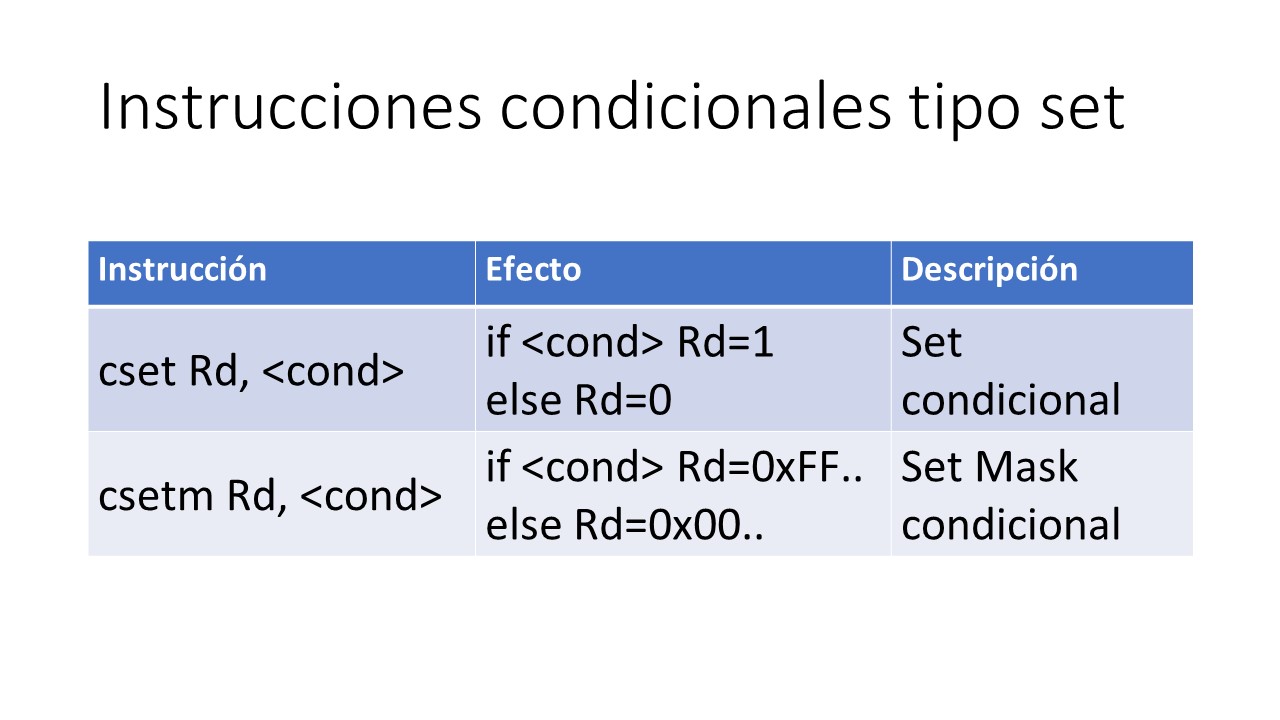 Instrucciones condicionales tipo set
Instrucción Efecto Descripción
cset Rd, <cond>
if <cond> Rd=1
else Rd=0
Set
condicional
csetm Rd, <cond>
if <cond> Rd=0xFF..
else Rd=0x00..
Set Mask
condicional